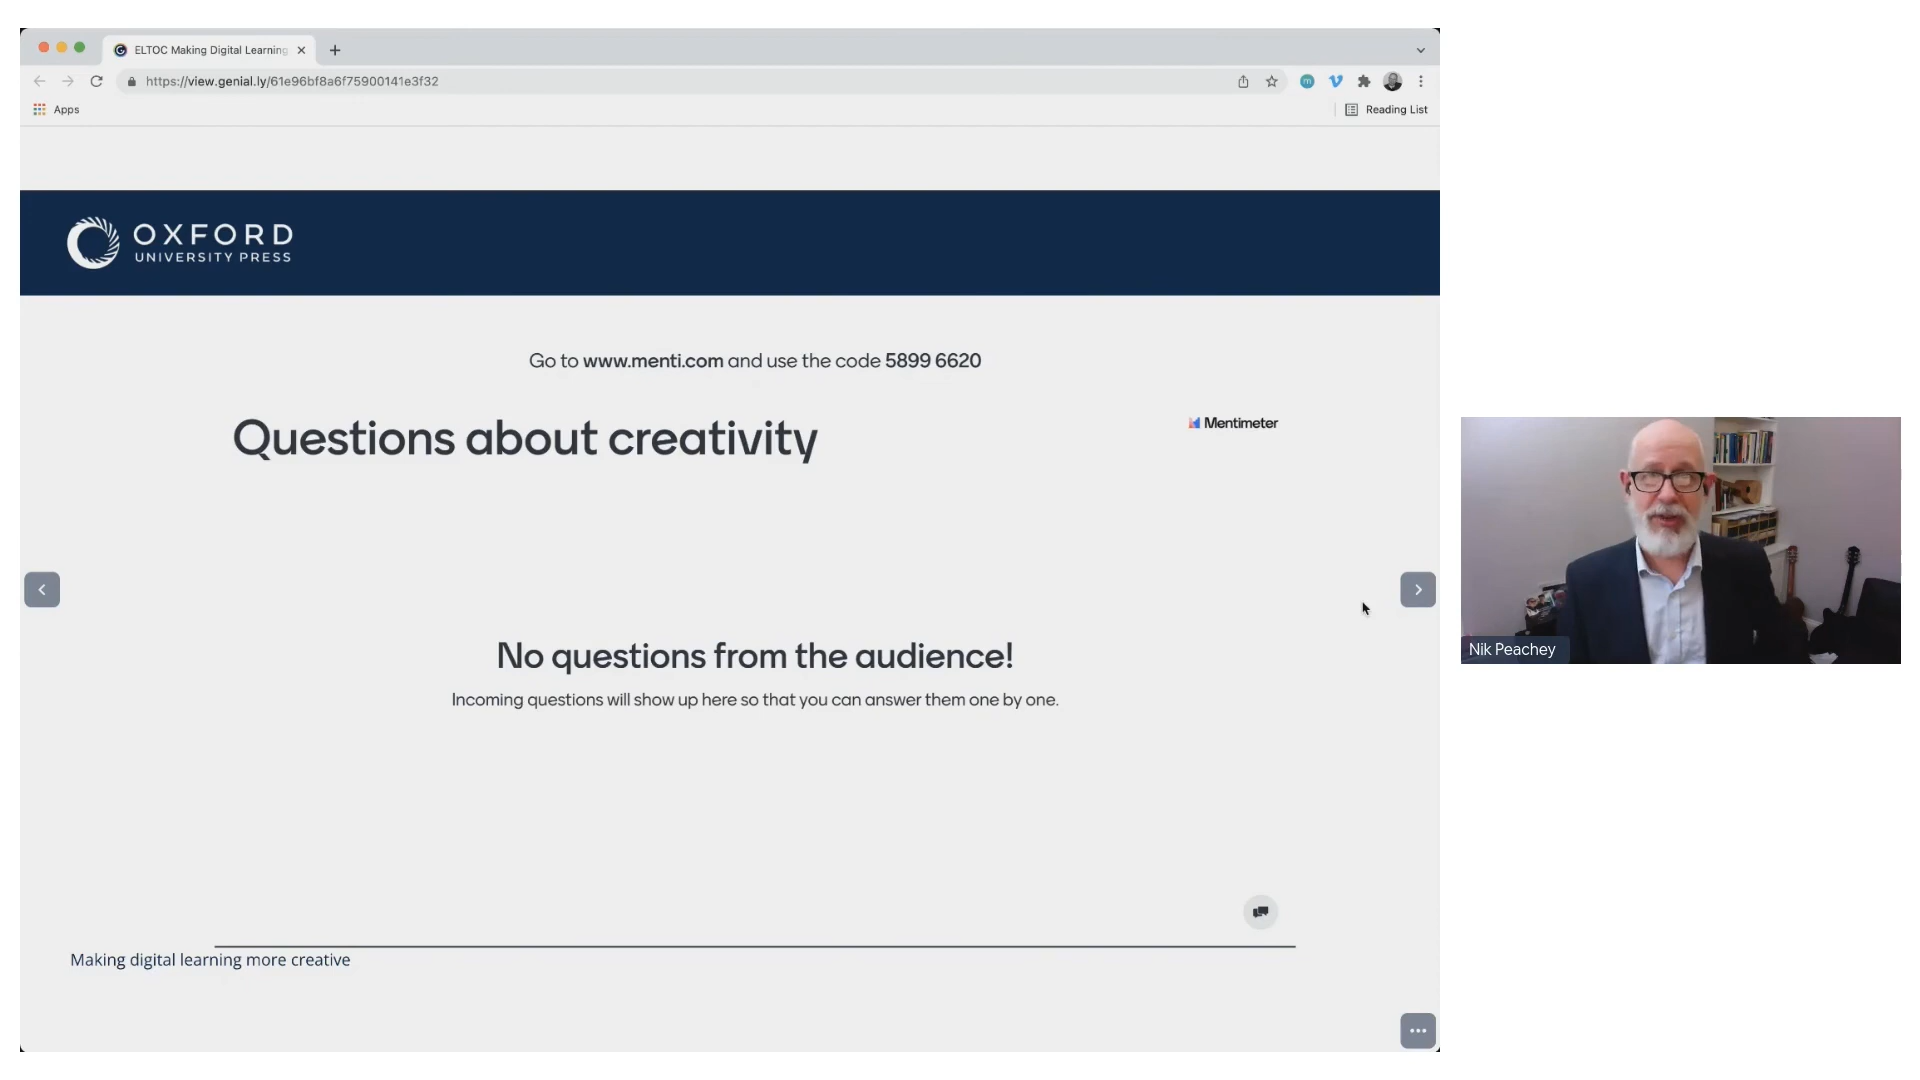 ELTOC Making Digital Learning
https://view.genial.ly/61e96bf8a6f75900141e3f32
Apps
Reading List
OXFORD
UNIVERSITY PRESS
Go to www.menti.com and use the code 5899 6620
Questions about creativity
Mentimeter
No questions from the audience!
Incoming questions will show up here so that you can answer them one by one.
Nik Peachey
Making digital learning more creative